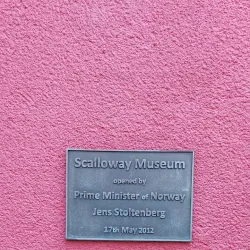 Scalloway Museum
opened by
Prime Minister of Norway
Jens Stoltenberg
17th May 2012